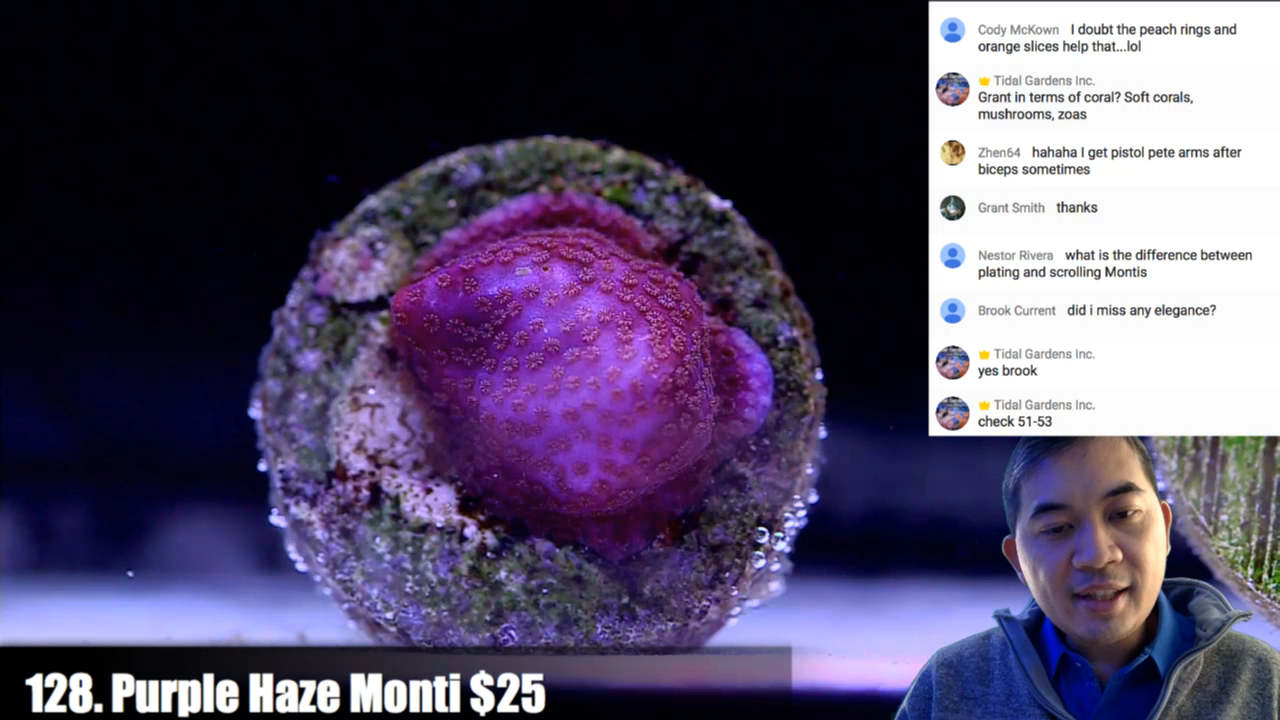 Cody McKown I doubt the peach rings and
orange slices help that...lol
Tidal Gardens Inc.
Grant in terms of coral? Soft corals,
mushrooms, zoas
Zhen64 hahaha I get pistol pete arms after
biceps sometimes
Grant Smith thanks
Nestor Rivera what is the difference between
plating and scrolling Montis
Brook Current did i miss any elegance?
Tidal Gardens Inc.
yes brook
Tidal Gardens Inc.
check 51-53
128. Purple Haze Monti $25